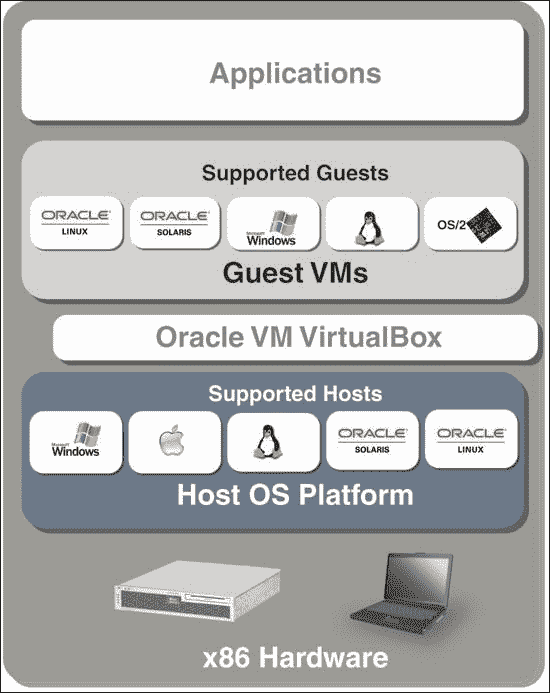 Applications
Supported Guests
ORACLE LINUX
ORACLE SOLARIS
Microsoft Windows
OS/2
Guest VMs
Oracle VM VirtualBox
Supported Hosts
Microsoft Windows
ORACLE SOLARIS
ORACLE LINUX
Host OS Platform
x86 Hardware